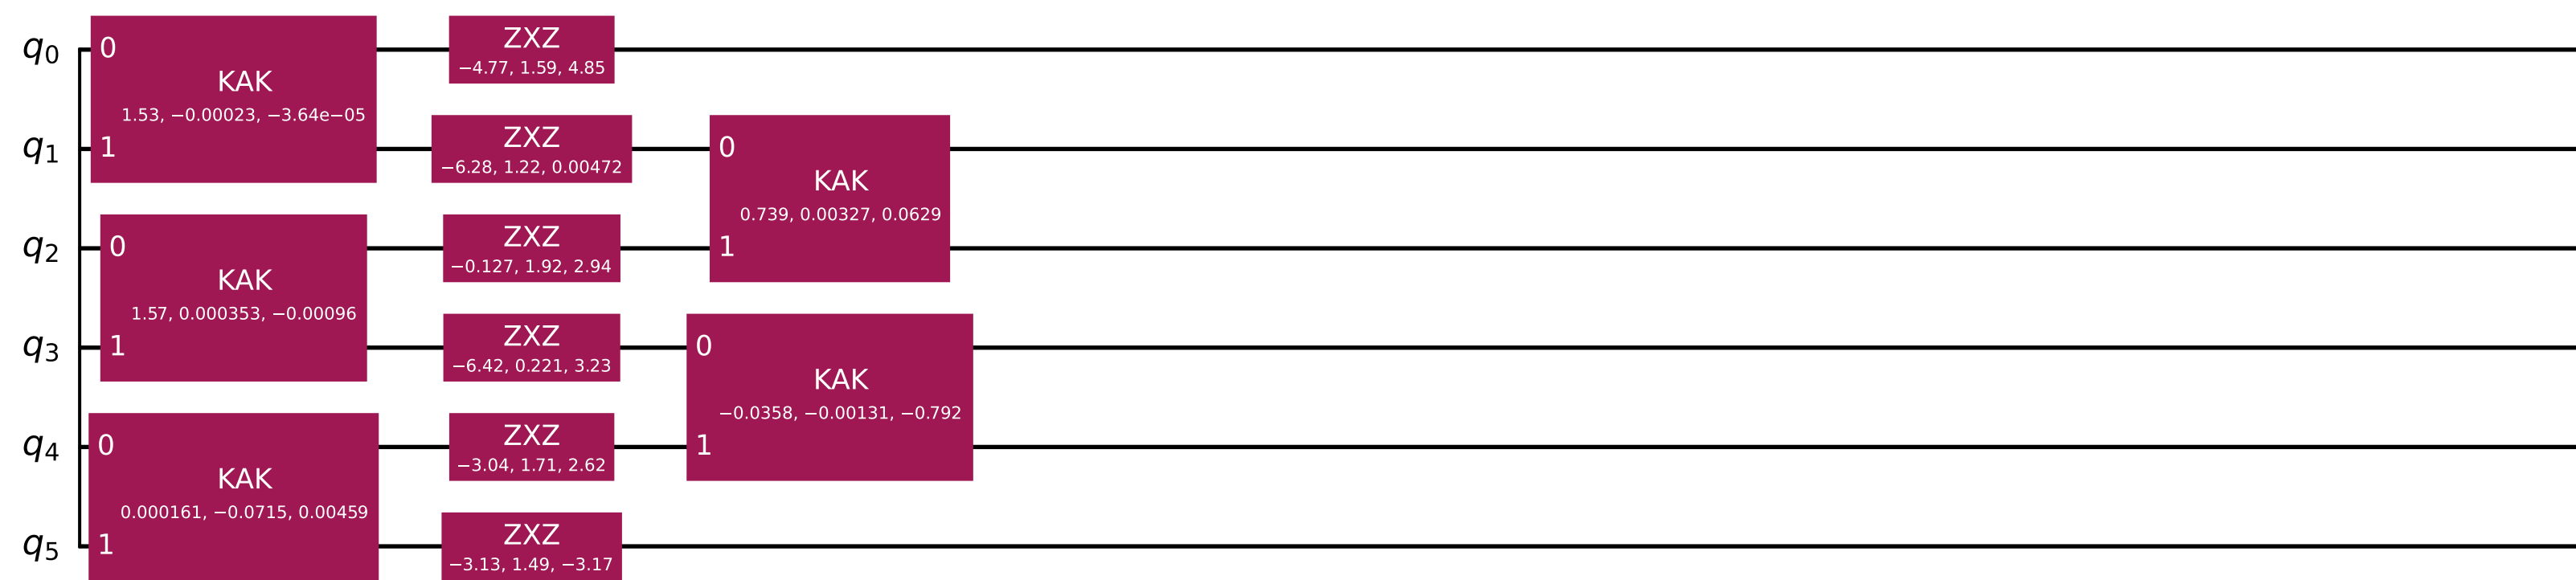 q0 0 ZXZ
KAK −4.77, 1.59, 4.85
1.53, −0.00023, −3.64e−05
q1 1 ZXZ 0
−6.28, 1.22, 0.00472 KAK
0.739, 0.00327, 0.0629
q2 0 ZXZ 1
KAK −0.127, 1.92, 2.94
1.57, 0.000353, −0.00096
q3 1 ZXZ 0
−6.42, 0.221, 3.23 KAK
−0.0358, −0.00131, −0.792
q4 0 ZXZ 1
KAK −3.04, 1.71, 2.62
0.000161, −0.0715, 0.00459
q5 1 ZXZ
−3.13, 1.49, −3.17